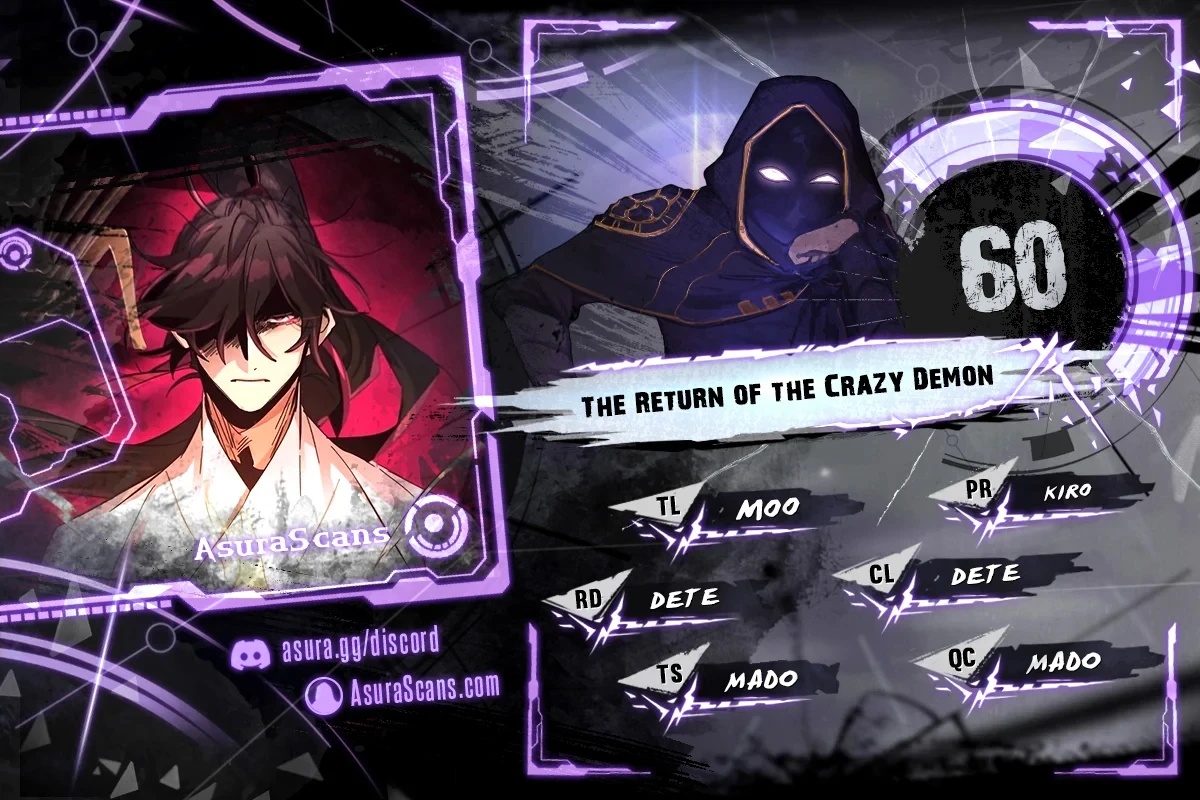 60
THE RETURN OF THE CRAZY DEMON
AsuraScans
TL MOO
PR KIRO
RD DETE
CL DETE
TS MADO
QC MADO
asura.gg/discord
AsuraScans.com